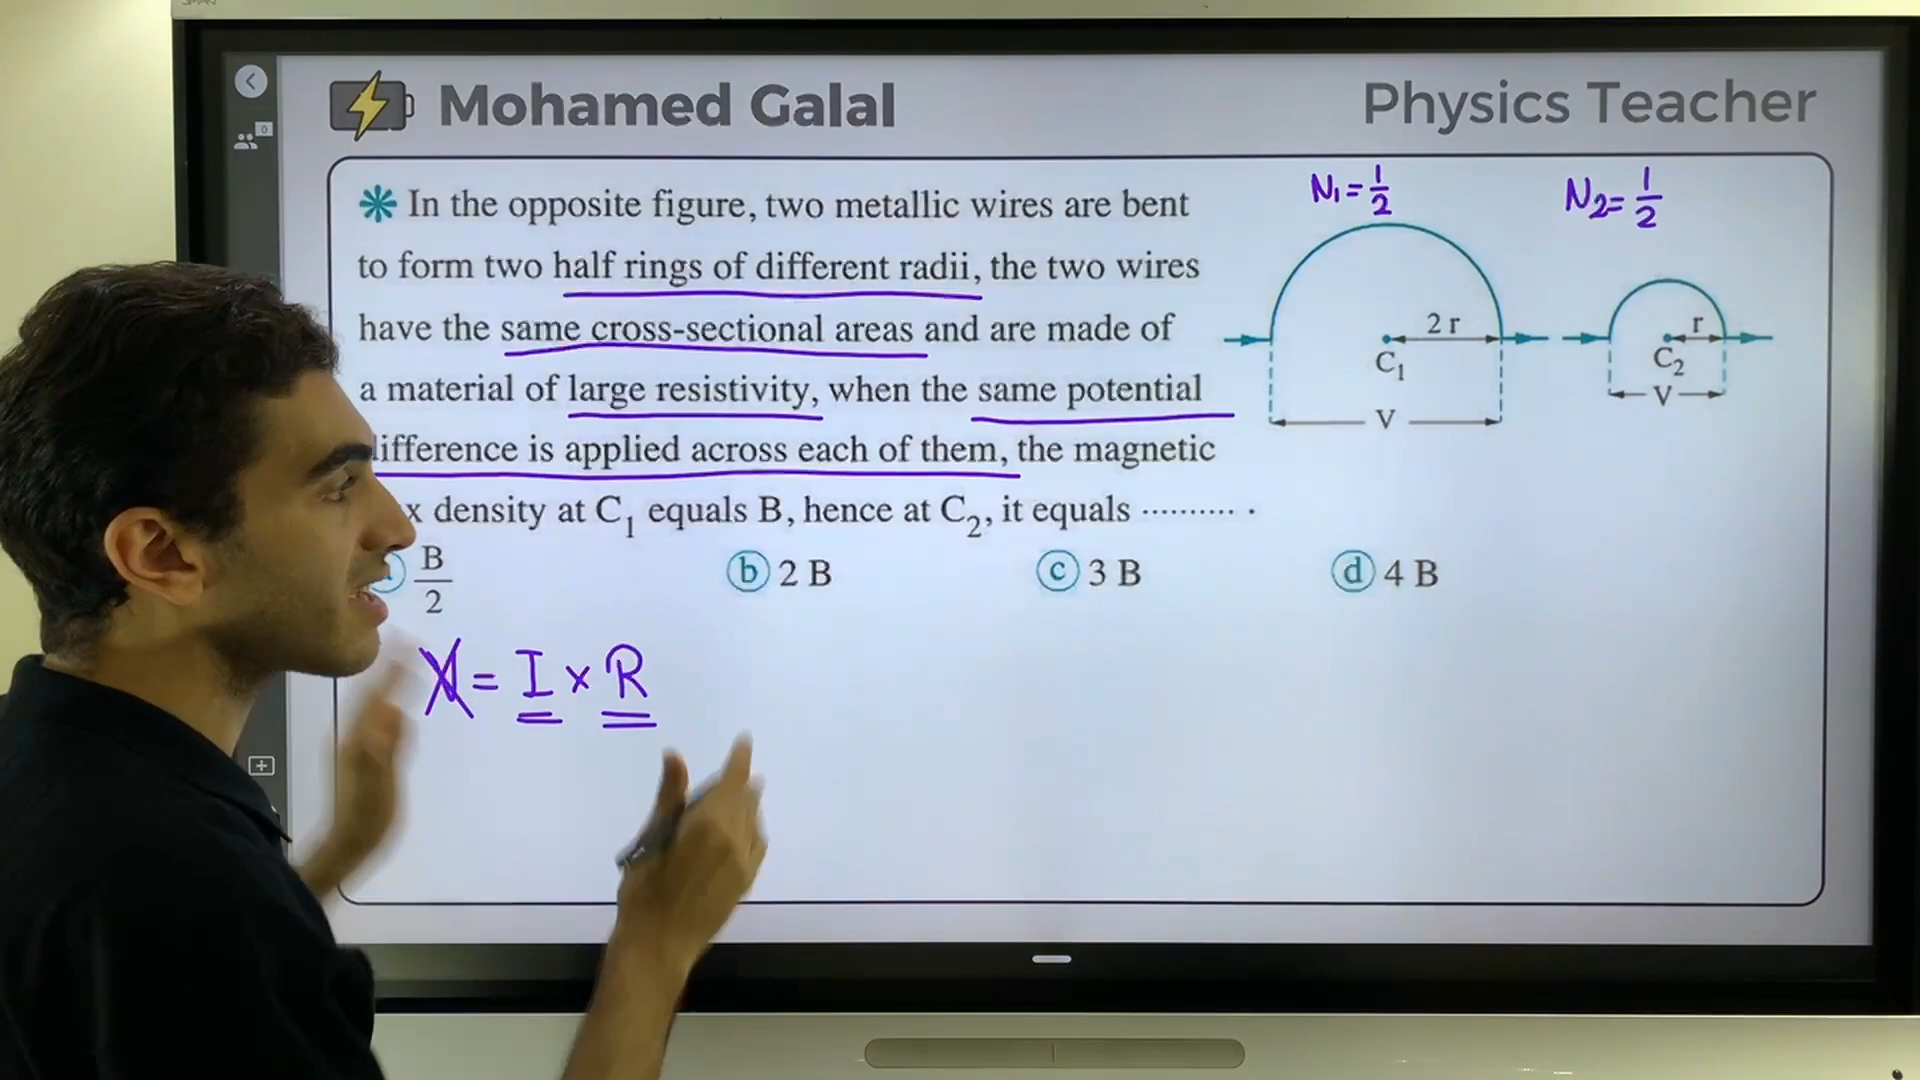 Mohamed Galal
Physics Teacher
0
In the opposite figure, two metallic wires are bent
to form two half rings of different radii, the two wires
have the same cross-sectional areas and are made of
a material of large resistivity, when the same potential
ifference is applied across each of them, the magnetic
x density at C₁ equals B, hence at C₂, it equals .......... .
B/2
b 2 B
c 3 B
d 4 B
N₁ = 1/2
N₂ = 1/2
2 r
C₁
V
r
C₂
V
V = I × R